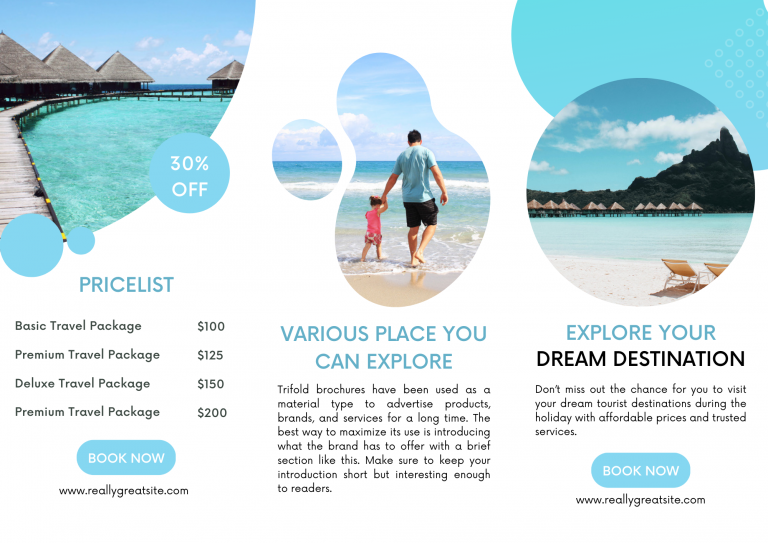 30%
OFF
PRICELIST
Basic Travel Package $100
Premium Travel Package $125
Deluxe Travel Package $150
Premium Travel Package $200
BOOK NOW
www.reallygreatsite.com
VARIOUS PLACE YOU
CAN EXPLORE
Trifold brochures have been used as a
material type to advertise products,
brands, and services for a long time. The
best way to maximize its use is introducing
what the brand has to offer with a brief
section like this. Make sure to keep your
introduction short but interesting enough
to readers.
EXPLORE YOUR
DREAM DESTINATION
Don’t miss out the chance for you to visit
your dream tourist destinations during the
holiday with affordable prices and trusted
services.
BOOK NOW
www.reallygreatsite.com